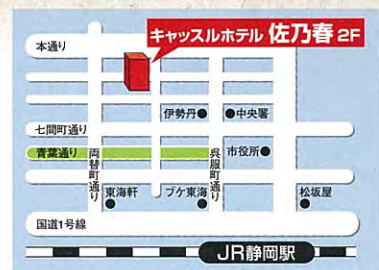 キャッスルホテル 佐乃春 2F
本通り
伊勢丹●
●中央署
七間町通り
青葉通り
両替町通り
呉服町通り
市役所●
東海軒
ブケ東海
松坂屋
国道1号線
JR静岡駅